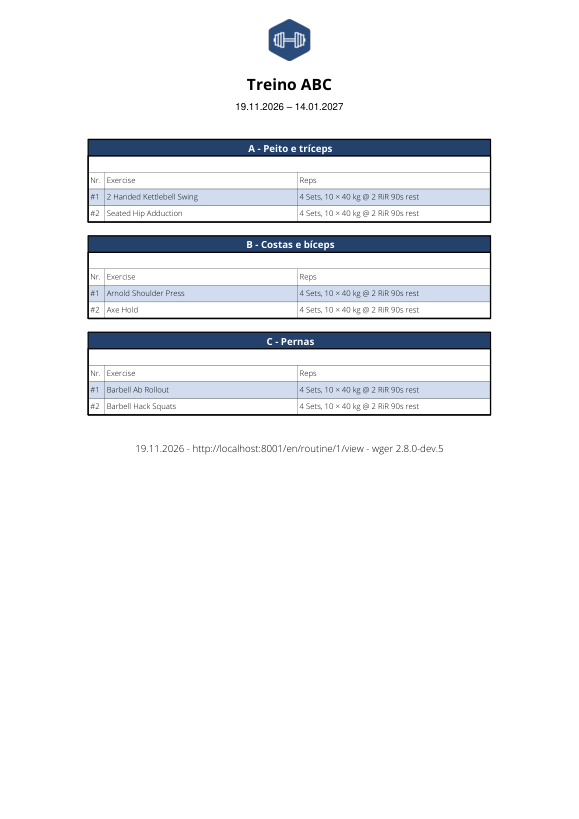 Treino ABC
19.11.2026 – 14.01.2027
A - Peito e tríceps
Nr. Exercise Reps
#1 2 Handed Kettlebell Swing 4 Sets, 10 × 40 kg @ 2 RiR 90s rest
#2 Seated Hip Adduction 4 Sets, 10 × 40 kg @ 2 RiR 90s rest
B - Costas e bíceps
Nr. Exercise Reps
#1 Arnold Shoulder Press 4 Sets, 10 × 40 kg @ 2 RiR 90s rest
#2 Axe Hold 4 Sets, 10 × 40 kg @ 2 RiR 90s rest
C - Pernas
Nr. Exercise Reps
#1 Barbell Ab Rollout 4 Sets, 10 × 40 kg @ 2 RiR 90s rest
#2 Barbell Hack Squats 4 Sets, 10 × 40 kg @ 2 RiR 90s rest
19.11.2026 - http://localhost:8001/en/routine/1/view - wger 2.8.0-dev.5